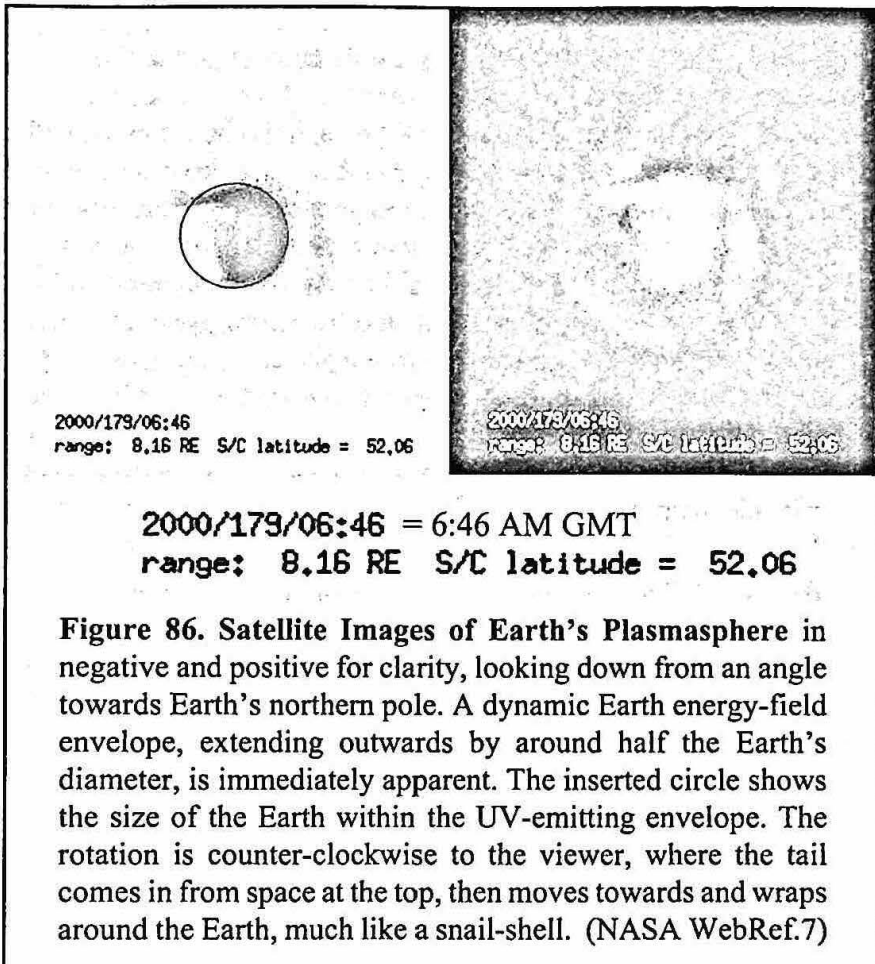 2000/179/06:46
range: 8.16 RE S/C latitude = 52.06
2000/179/06:46
range: 8.16 RE S/C latitude = 52.06
2000/179/06:46 = 6:46 AM GMT
range: 8.16 RE S/C latitude = 52.06
Figure 86. Satellite Images of Earth's Plasmasphere in
negative and positive for clarity, looking down from an angle
towards Earth's northern pole. A dynamic Earth energy-field
envelope, extending outwards by around half the Earth's
diameter, is immediately apparent. The inserted circle shows
the size of the Earth within the UV-emitting envelope. The
rotation is counter-clockwise to the viewer, where the tail
comes in from space at the top, then moves towards and wraps
around the Earth, much like a snail-shell. (NASA WebRef.7)